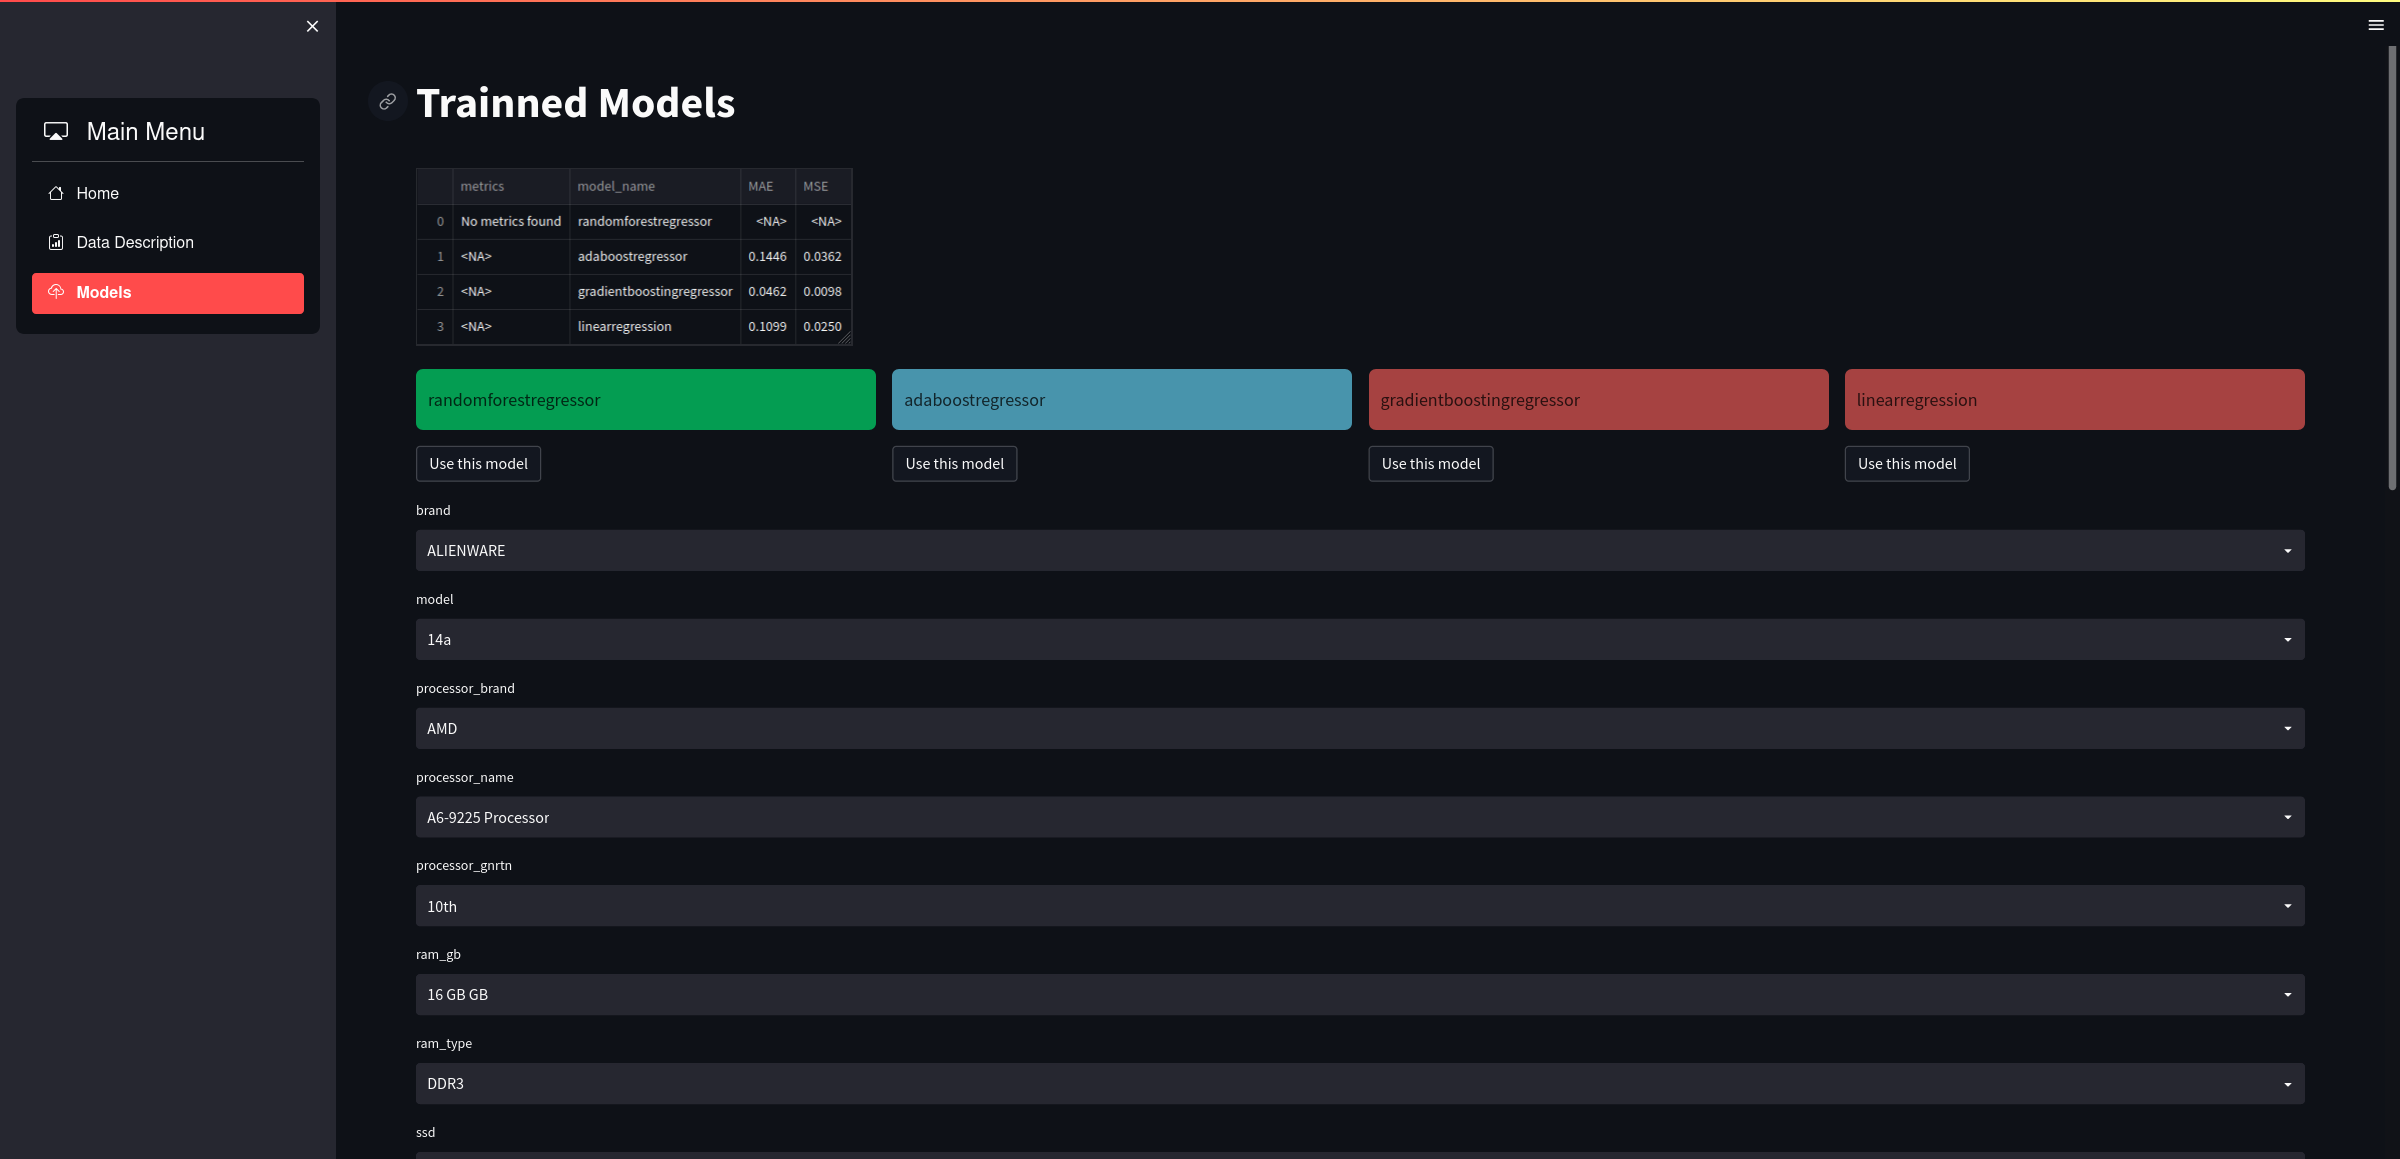 Main Menu
Home
Data Description
Models
Trainned Models
metrics model_name MAE MSE
0 No metrics found randomforestregressor <NA> <NA>
1 <NA> adaboostregressor 0.1446 0.0362
2 <NA> gradientboostingregressor 0.0462 0.0098
3 <NA> linearregression 0.1099 0.0250
randomforestregressor adaboostregressor gradientboostingregressor linearregression
Use this model Use this model Use this model Use this model
brand
ALIENWARE
model
14a
processor_brand
AMD
processor_name
A6-9225 Processor
processor_gnrtn
10th
ram_gb
16 GB GB
ram_type
DDR3
ssd